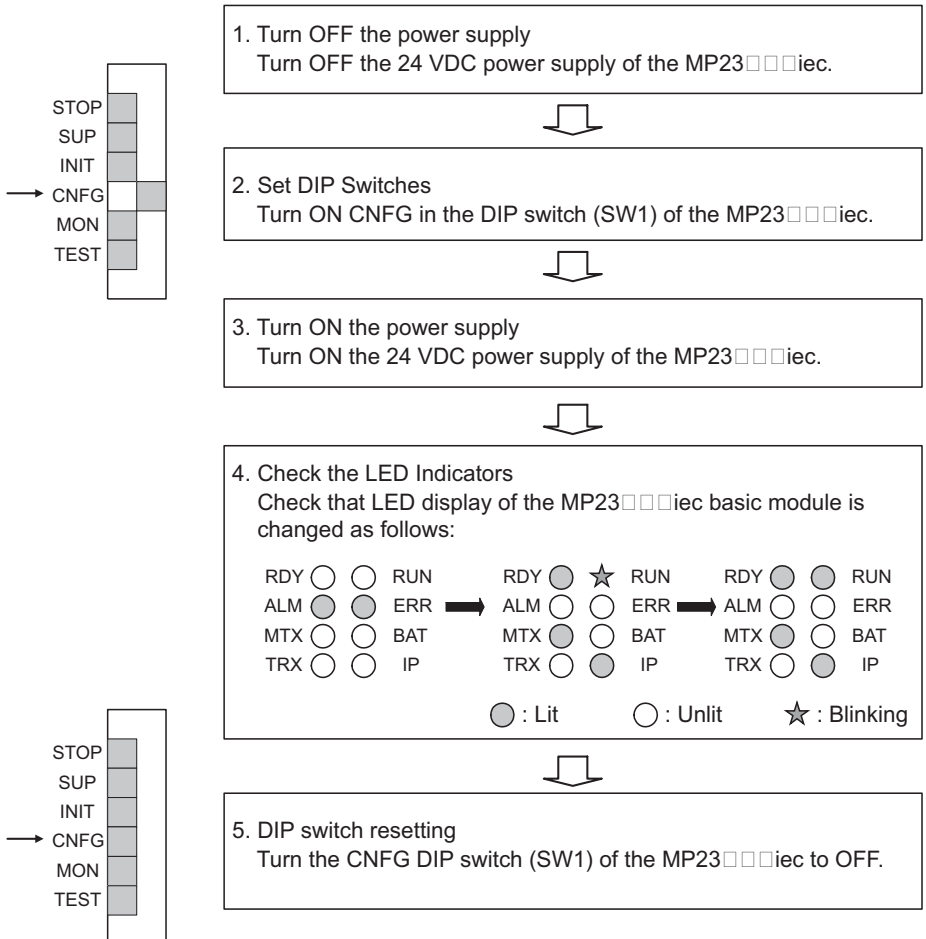 1. Turn OFF the power supply
Turn OFF the 24 VDC power supply of the MP23□□□iec.
STOP
SUP
INIT
CNFG
MON
TEST
2. Set DIP Switches
Turn ON CNFG in the DIP switch (SW1) of the MP23□□□iec.
3. Turn ON the power supply
Turn ON the 24 VDC power supply of the MP23□□□iec.
4. Check the LED Indicators
Check that LED display of the MP23□□□iec basic module is
changed as follows:
RDY RUN RDY RUN RDY RUN
ALM ERR ALM ERR ALM ERR
MTX BAT MTX BAT MTX BAT
TRX IP TRX IP TRX IP
: Lit : Unlit : Blinking
STOP
SUP
INIT
CNFG
MON
TEST
5. DIP switch resetting
Turn the CNFG DIP switch (SW1) of the MP23□□□iec to OFF.